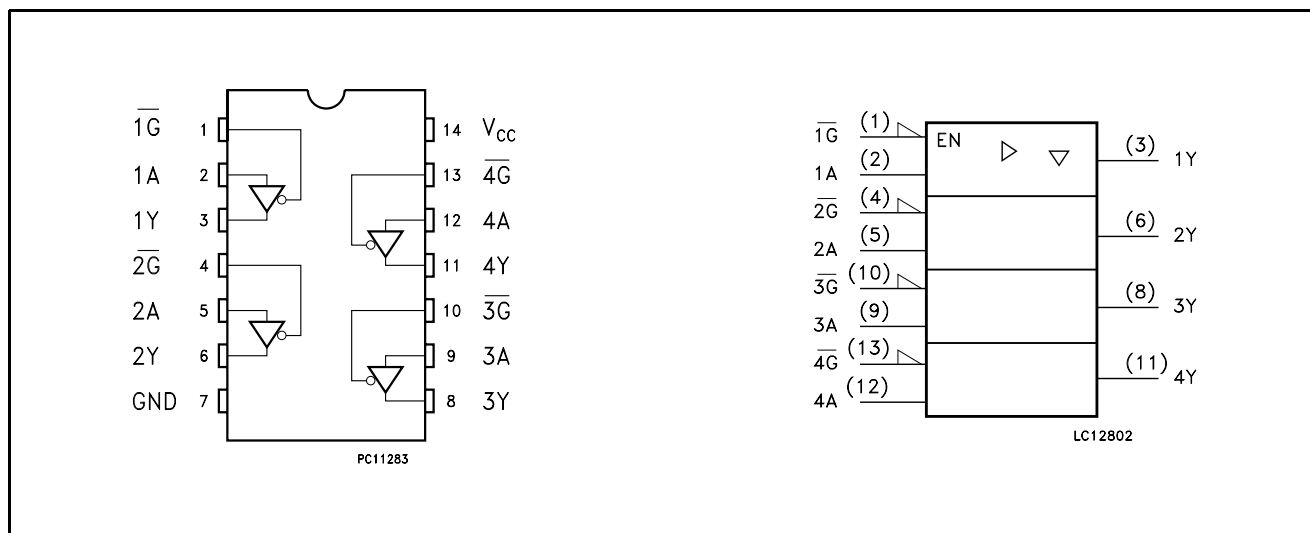 1G̅ 1 14 VCC
1A 2 13 4G̅
1Y 3 12 4A
2G̅ 4 11 4Y
2A 5 10 3G̅
2Y 6 9 3A
GND 7 8 3Y
PC11283
1G̅ (1) EN (3) 1Y
1A (2)
2G̅ (4) (6) 2Y
2A (5)
3G̅ (10) (8) 3Y
3A (9)
4G̅ (13) (11) 4Y
4A (12)
LC12802